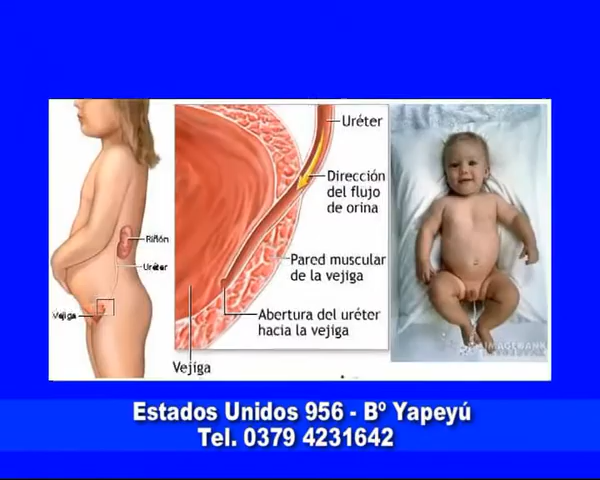 Riñón
Uréter
Vejiga
Uréter
Dirección
del flujo
de orina
Pared muscular
de la vejiga
Abertura del uréter
hacia la vejiga
Vejiga
Estados Unidos 956 - Bº Yapeyú
Tel. 0379 4231642